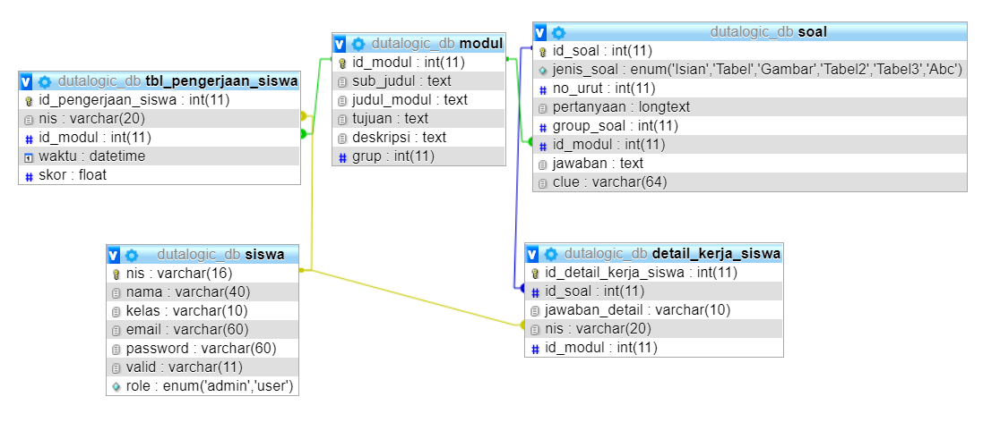 dutalogic_db tbl_pengerjaan_siswa
id_pengerjaan_siswa : int(11)
nis : varchar(20)
id_modul : int(11)
waktu : datetime
skor : float
dutalogic_db modul
id_modul : int(11)
sub_judul : text
judul_modul : text
tujuan : text
deskripsi : text
grup : int(11)
dutalogic_db soal
id_soal : int(11)
jenis_soal : enum('Isian','Tabel','Gambar','Tabel2','Tabel3','Abc')
no_urut : int(11)
pertanyaan : longtext
group_soal : int(11)
id_modul : int(11)
jawaban : text
clue : varchar(64)
dutalogic_db siswa
nis : varchar(16)
nama : varchar(40)
kelas : varchar(10)
email : varchar(60)
password : varchar(60)
valid : varchar(11)
role : enum('admin','user')
dutalogic_db detail_kerja_siswa
id_detail_kerja_siswa : int(11)
id_soal : int(11)
jawaban_detail : varchar(10)
nis : varchar(20)
id_modul : int(11)